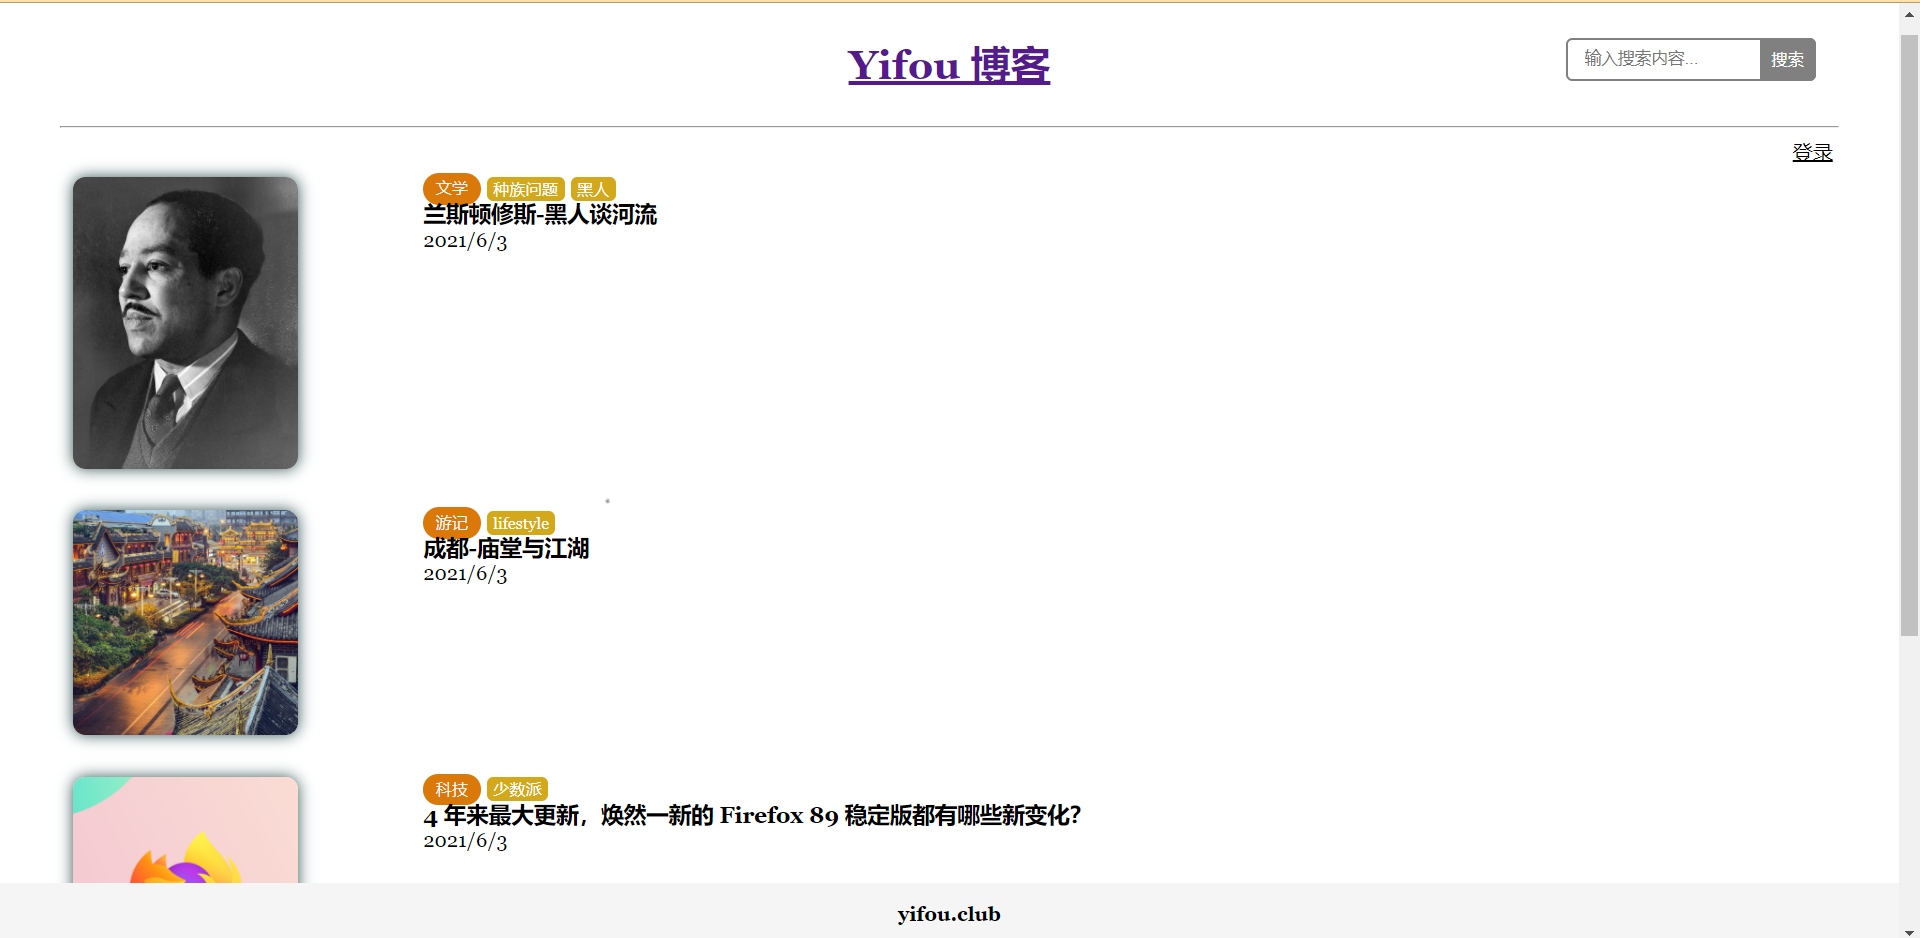 Yifou 博客
输入搜索内容...
搜索
登录
文学 种族问题 黑人
兰斯顿修斯-黑人谈河流
2021/6/3
游记 lifestyle
成都-庙堂与江湖
2021/6/3
科技 少数派
4 年来最大更新，焕然一新的 Firefox 89 稳定版都有哪些新变化？
2021/6/3
yifou.club